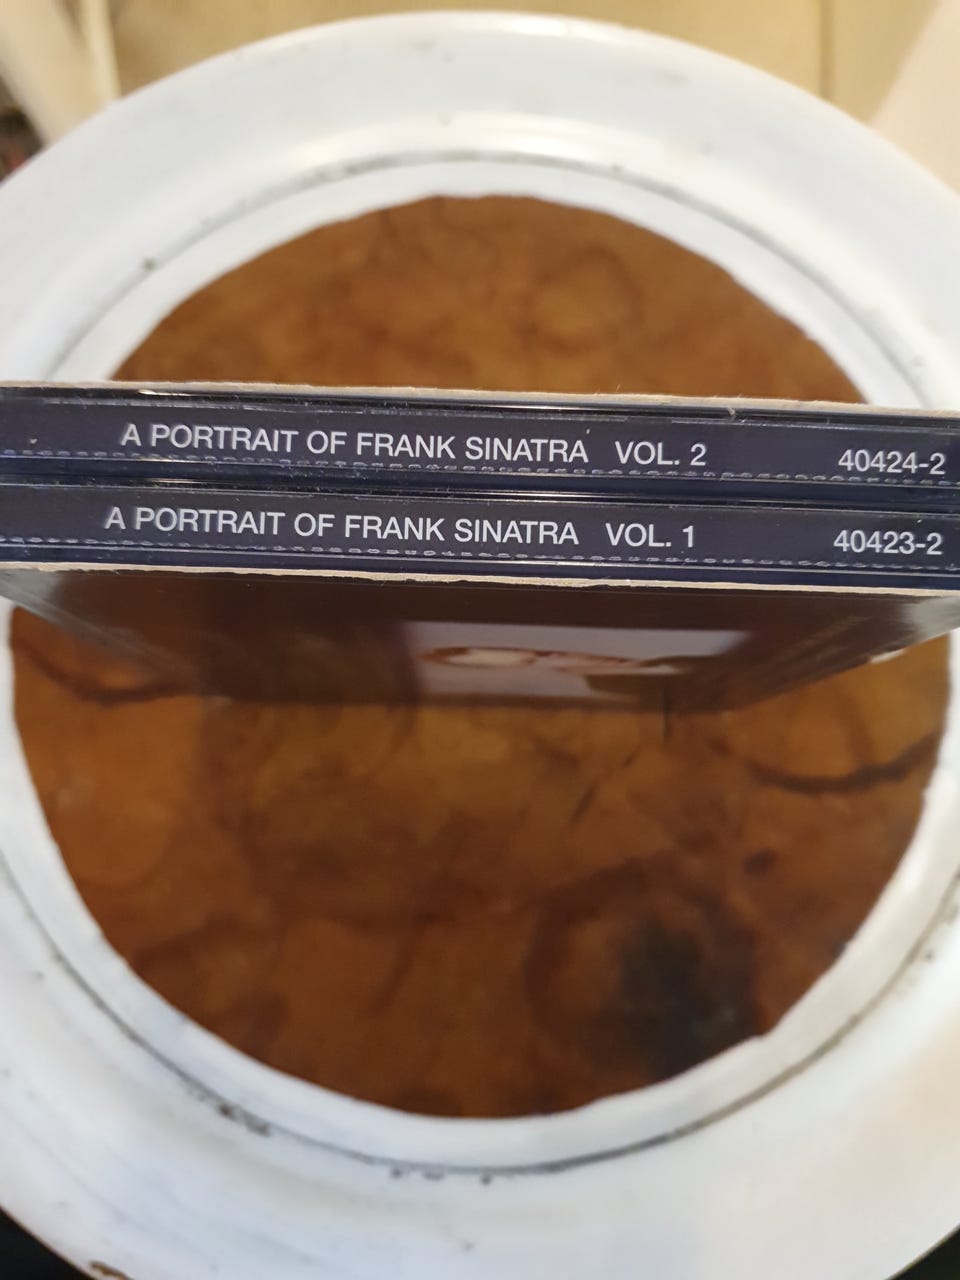 A PORTRAIT OF FRANK SINATRA VOL. 2 40424-2
A PORTRAIT OF FRANK SINATRA VOL. 1 40423-2